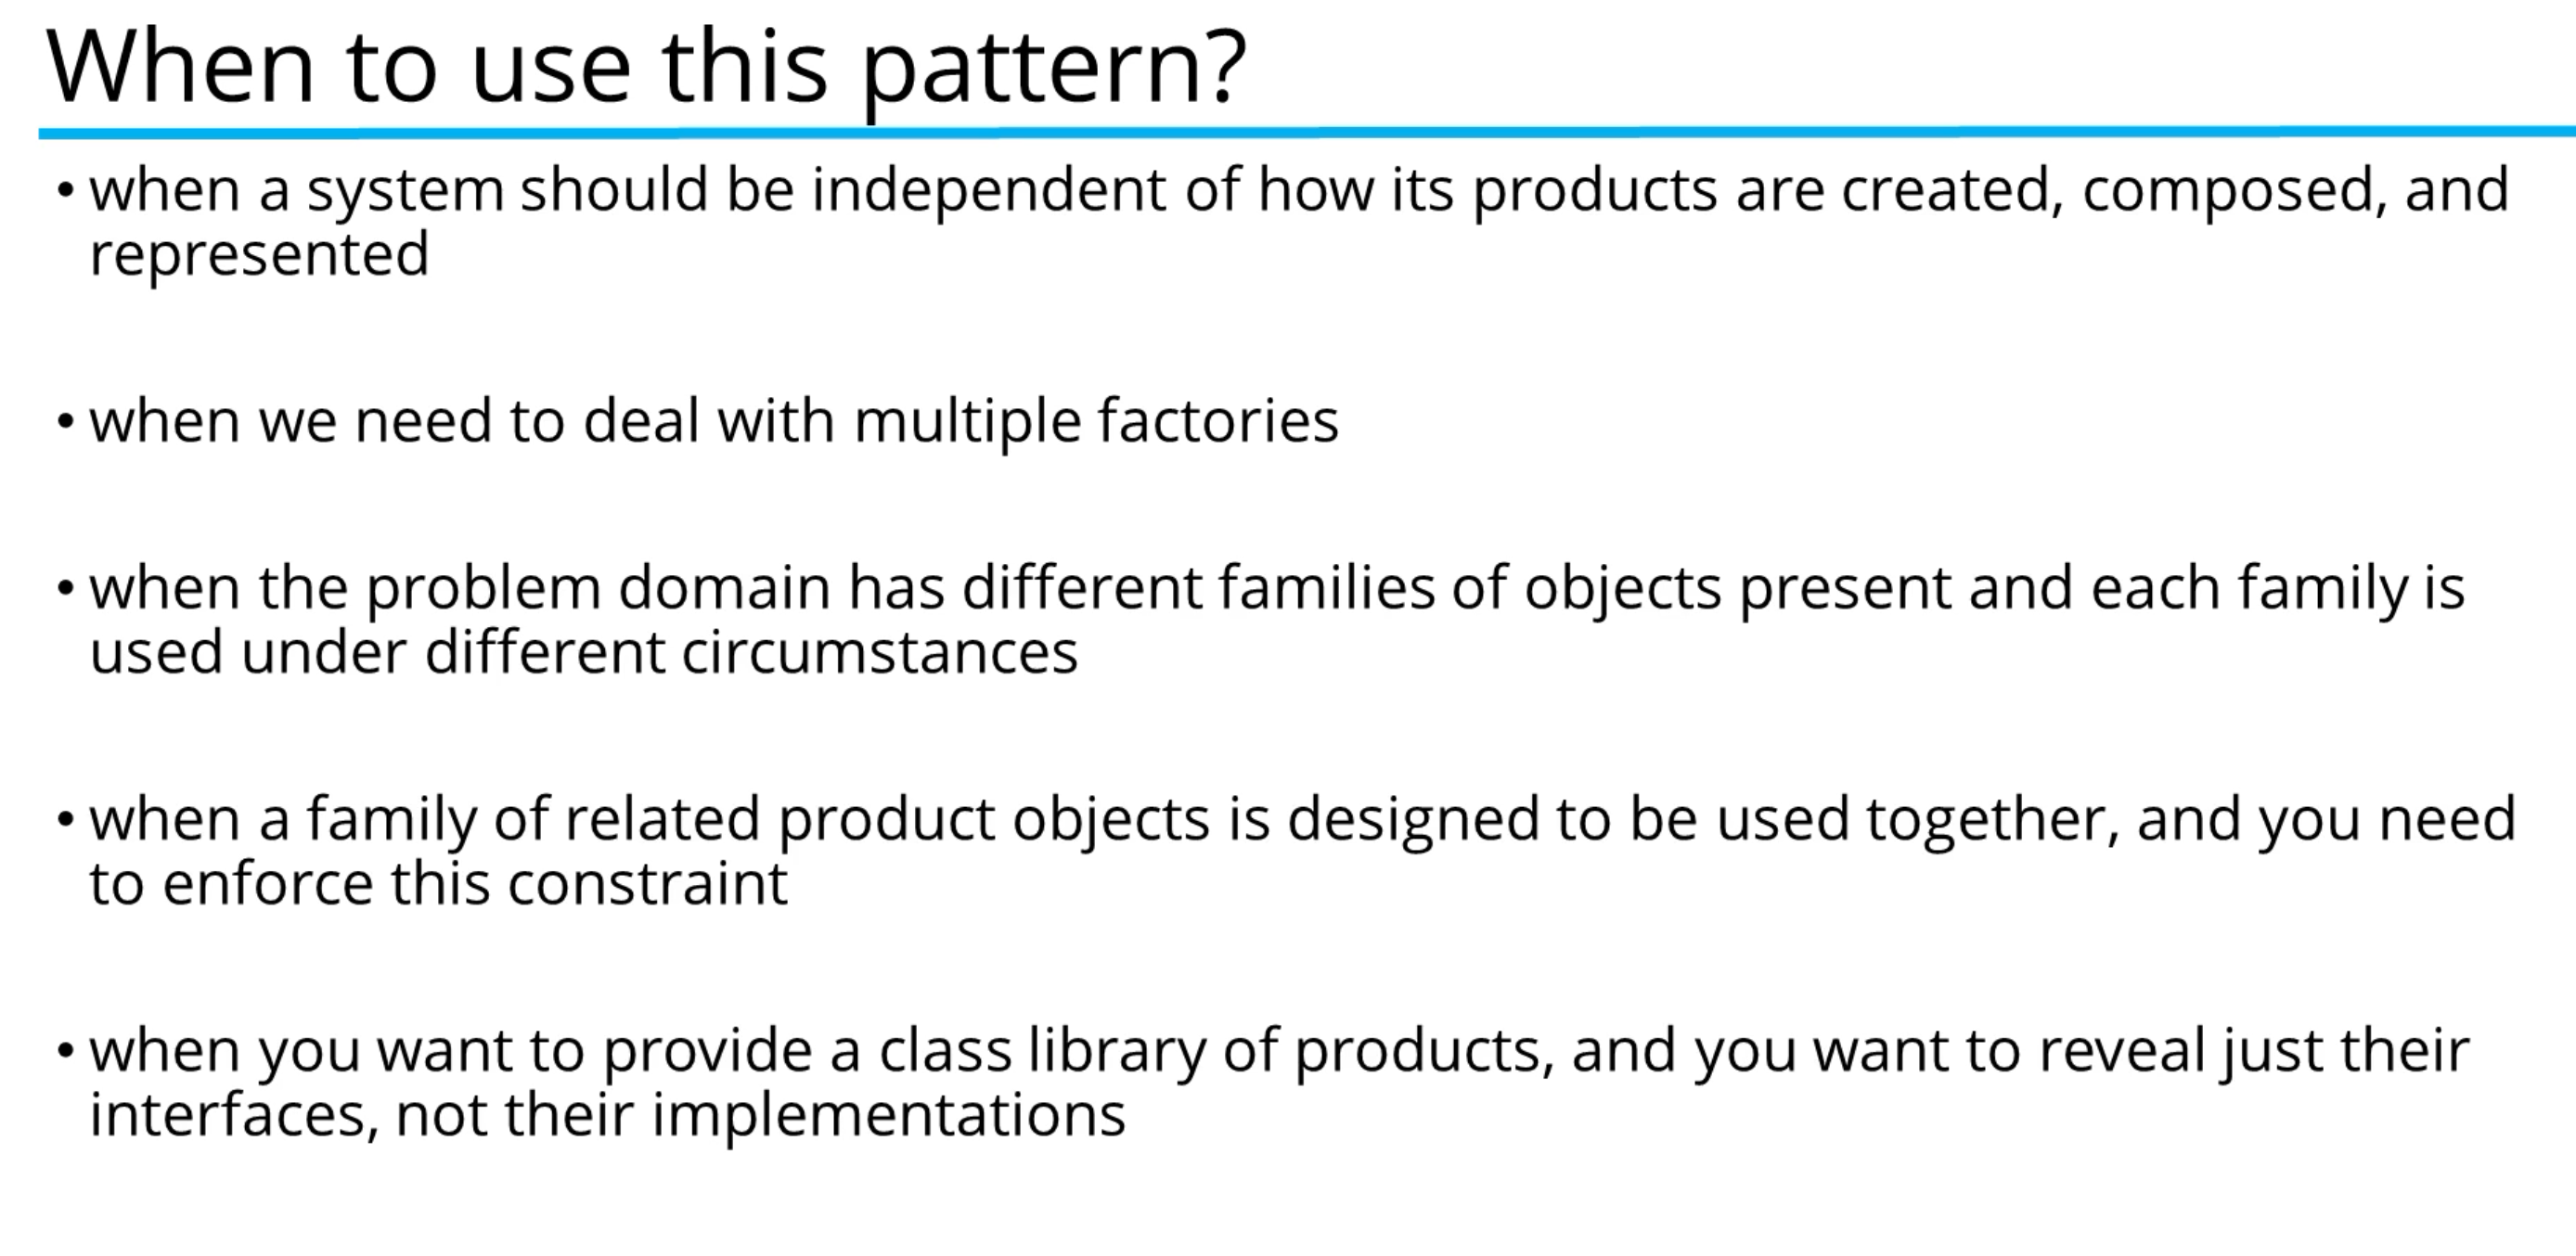 When to use this pattern?
• when a system should be independent of how its products are created, composed, and
represented
• when we need to deal with multiple factories
• when the problem domain has different families of objects present and each family is
used under different circumstances
• when a family of related product objects is designed to be used together, and you need
to enforce this constraint
• when you want to provide a class library of products, and you want to reveal just their
interfaces, not their implementations